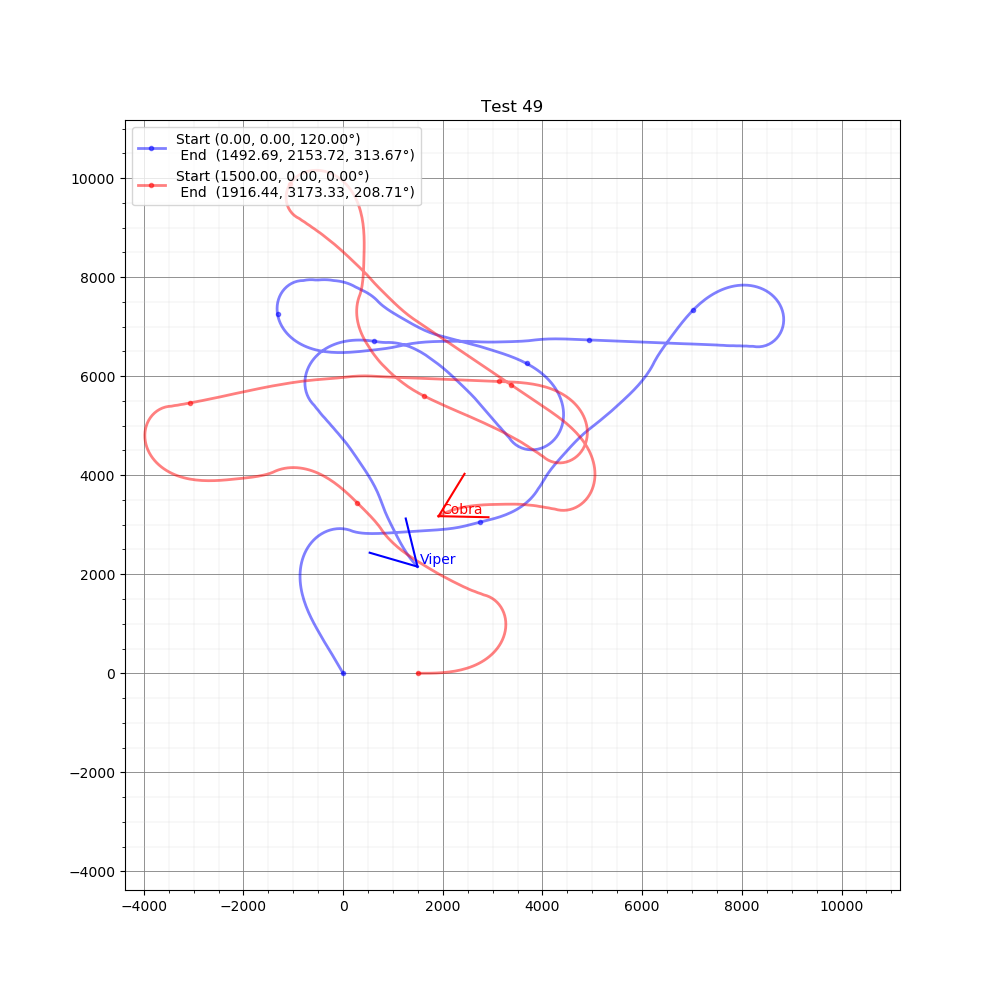 Test 49
Start (0.00, 0.00, 120.00°)
End (1492.69, 2153.72, 313.67°)
Start (1500.00, 0.00, 0.00°)
End (1916.44, 3173.33, 208.71°)
10000
8000
6000
4000
2000
0
−2000
−4000
Cobra
Viper
−4000 −2000 0 2000 4000 6000 8000 10000